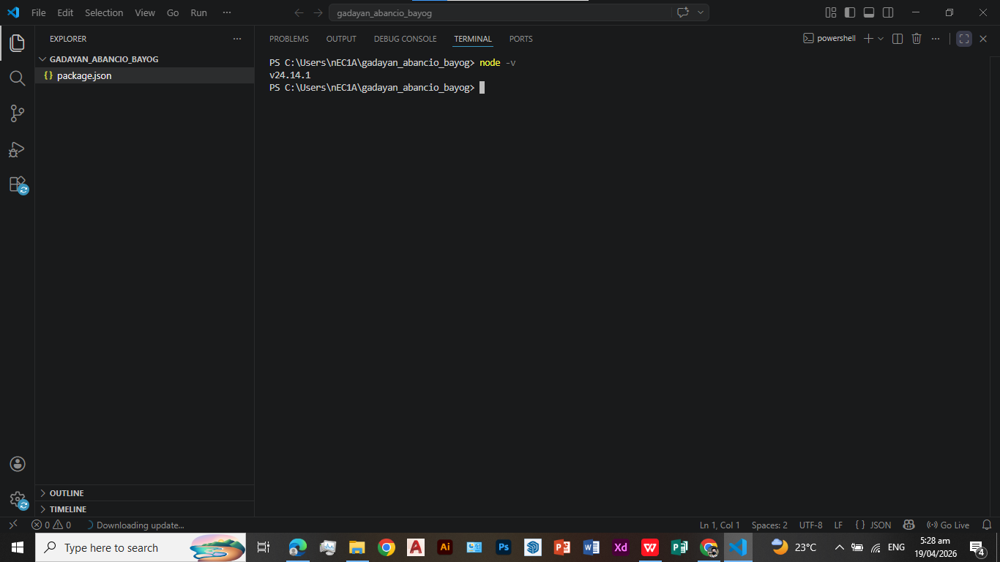 File Edit Selection View Go Run ···
gadayan_abancio_bayog
EXPLORER ···
GADAYAN_ABANCIO_BAYOG
{} package.json
OUTLINE
TIMELINE
PROBLEMS OUTPUT DEBUG CONSOLE TERMINAL PORTS
powershell
PS C:\Users\nEC1A\gadayan_abancio_bayog> node -v
v24.14.1
PS C:\Users\nEC1A\gadayan_abancio_bayog>
0 0 Downloading update...
Ln 1, Col 1 Spaces: 2 UTF-8 LF {} JSON Go Live
Type here to search
Ai Ps Xd W P
23°C ENG
5:28 am
19/04/2026
4